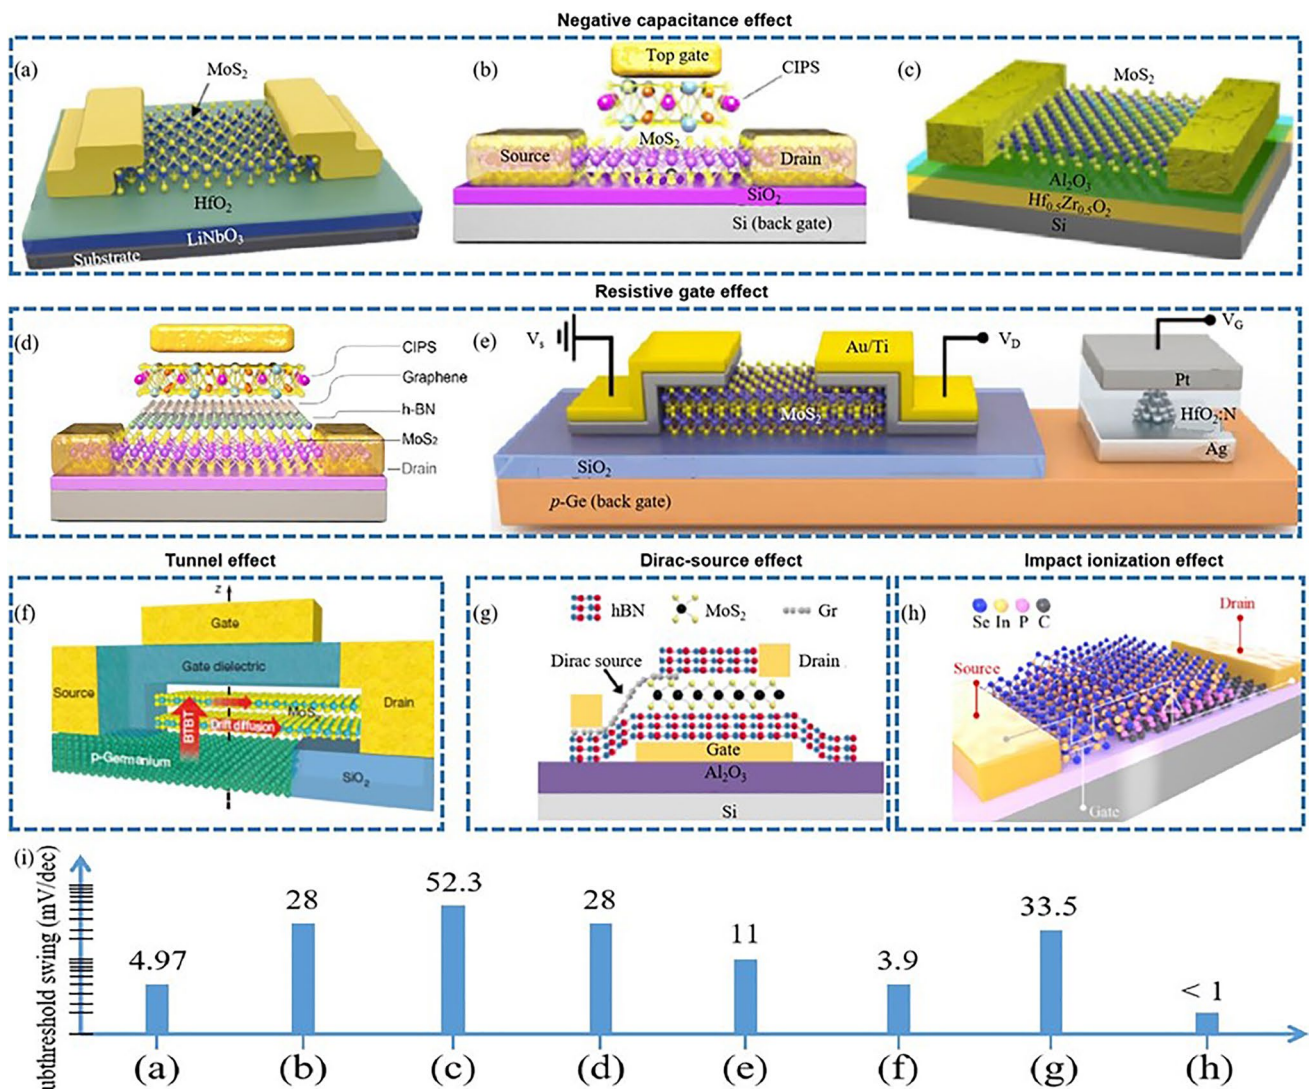 Negative capacitance effect
(a)
MoS2
HfO2
LiNbO3
Substrate
(b)
Top gate
CIPS
MoS2
Source
Drain
SiO2
Si (back gate)
(c)
MoS2
Al2O3
Hf0.5Zr0.5O2
Si
Resistive gate effect
(d)
CIPS
Graphene
h-BN
MoS2
Drain
(e)
Vs
Au/Ti
VD
VG
MoS2
Pt
HfO2:N
Ag
SiO2
p-Ge (back gate)
Tunnel effect
(f)
z
Gate
Gate dielectric
Source
Drain
MoS2
BTBT
Drift diffusion
p-Germanium
SiO2
Dirac-source effect
(g)
hBN
MoS2
Gr
Dirac source
Drain
Gate
Al2O3
Si
Impact ionization effect
(h)
Se In P C
Drain
Source
Gate
(i)
ubthreshold swing (mV/dec)
4.97
28
52.3
28
11
3.9
33.5
< 1
(a) (b) (c) (d) (e) (f) (g) (h)